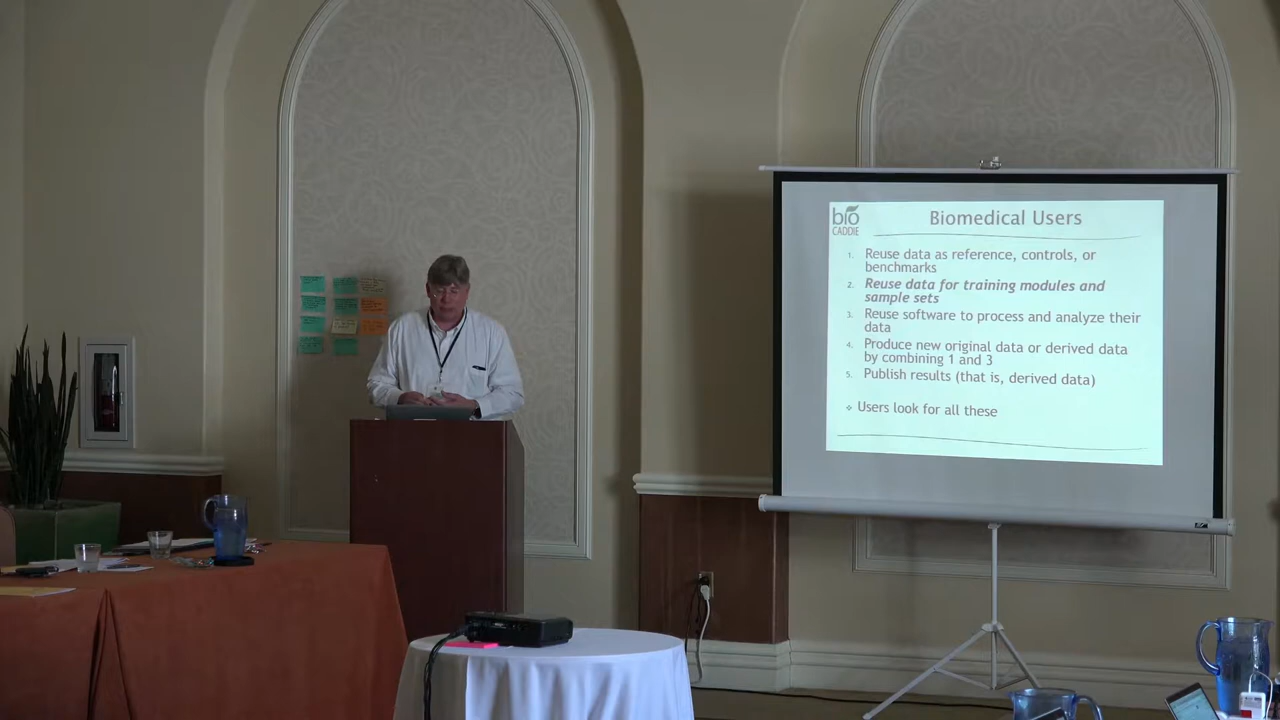 bio
CADDIE
Biomedical Users
1. Reuse data as reference, controls, or
benchmarks
2. Reuse data for training modules and
sample sets
3. Reuse software to process and analyze their
data
4. Produce new original data or derived data
by combining 1 and 3
5. Publish results (that is, derived data)
❖ Users look for all these